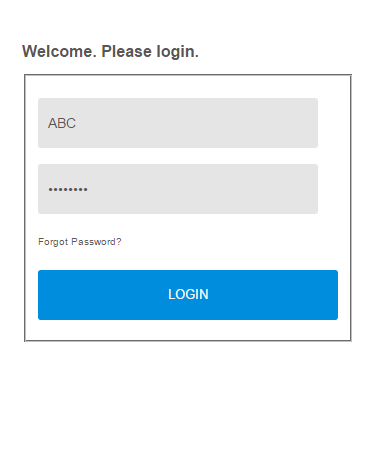 Welcome. Please login.
ABC
••••••••
Forgot Password?
LOGIN